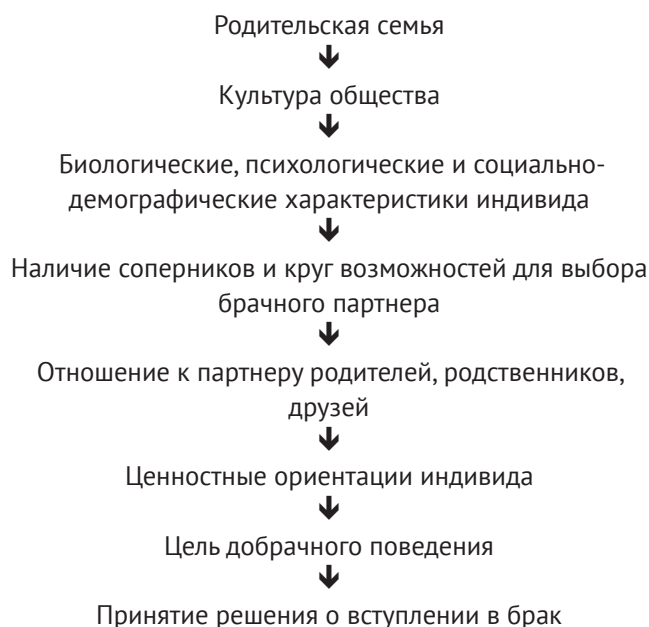 Родительская семья
Культура общества
Биологические, психологические и социально-
демографические характеристики индивида
Наличие соперников и круг возможностей для выбора
брачного партнера
Отношение к партнеру родителей, родственников,
друзей
Ценностные ориентации индивида
Цель добрачного поведения
Принятие решения о вступлении в брак